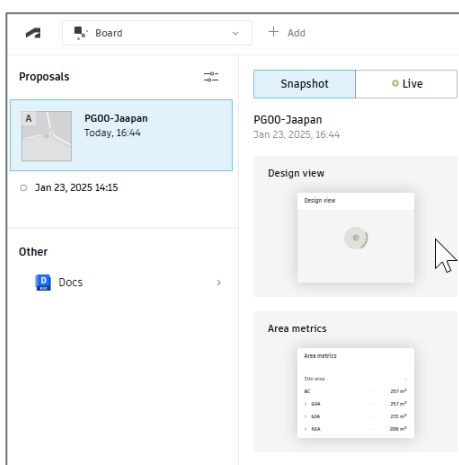 Board
+ Add
Proposals
A
PG00-Jaapan
Today, 16:44
Jan 23, 2025 14:15
Other
Docs
Snapshot
Live
PG00-Jaapan
Jan 23, 2025, 16:44
Design view
Design view
Area metrics
Area metrics
Site area -
BC - 257 m²
GEA - 257 m²
GIA - 235 m²
NIA - 208 m²